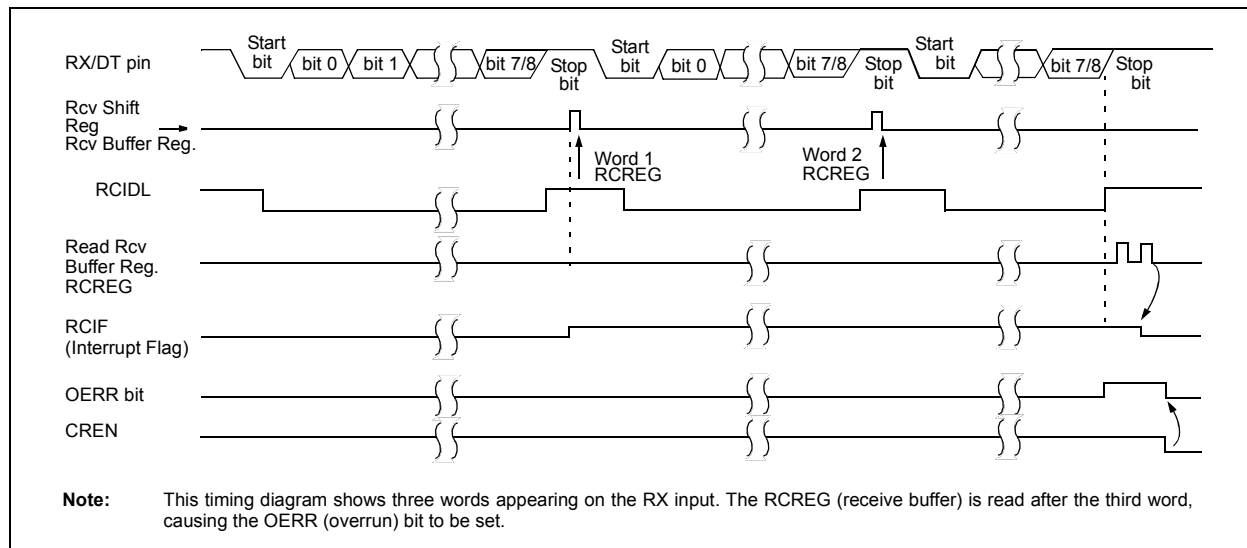 Start
bit
bit 0
bit 1
bit 7/8
Stop
bit
Start
bit
bit 0
bit 7/8
Stop
bit
Start
bit
bit 7/8
Stop
bit
RX/DT pin
Rcv Shift
Reg
Rcv Buffer Reg.
Word 1
RCREG
Word 2
RCREG
RCIDL
Read Rcv
Buffer Reg.
RCREG
RCIF
(Interrupt Flag)
OERR bit
CREN
Note: This timing diagram shows three words appearing on the RX input. The RCREG (receive buffer) is read after the third word,
causing the OERR (overrun) bit to be set.